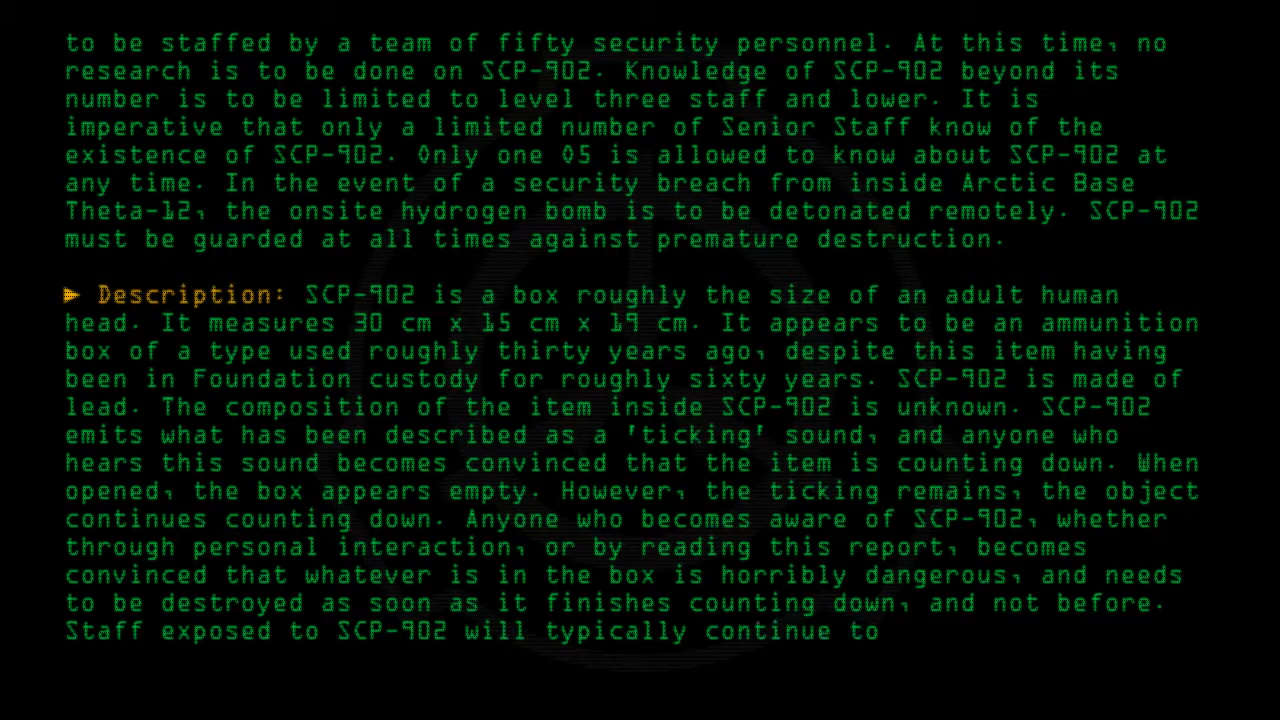 to be staffed by a team of fifty security personnel. At this time, no
research is to be done on SCP-902. Knowledge of SCP-902 beyond its
number is to be limited to level three staff and lower. It is
imperative that only a limited number of Senior Staff know of the
existence of SCP-902. Only one O5 is allowed to know about SCP-902 at
any time. In the event of a security breach from inside Arctic Base
Theta-12, the onsite hydrogen bomb is to be detonated remotely. SCP-902
must be guarded at all times against premature destruction.
► Description: SCP-902 is a box roughly the size of an adult human
head. It measures 30 cm x 15 cm x 19 cm. It appears to be an ammunition
box of a type used roughly thirty years ago, despite this item having
been in Foundation custody for roughly sixty years. SCP-902 is made of
lead. The composition of the item inside SCP-902 is unknown. SCP-902
emits what has been described as a 'ticking' sound, and anyone who
hears this sound becomes convinced that the item is counting down. When
opened, the box appears empty. However, the ticking remains, the object
continues counting down. Anyone who becomes aware of SCP-902, whether
through personal interaction, or by reading this report, becomes
convinced that whatever is in the box is horribly dangerous, and needs
to be destroyed as soon as it finishes counting down, and not before.
Staff exposed to SCP-902 will typically continue to